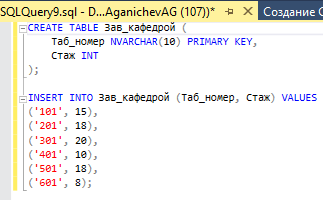 SQLQuery9.sql - D...AganichevAG (107))*
Создание G
CREATE TABLE Зав_кафедрой (
Таб_номер NVARCHAR(10) PRIMARY KEY,
Стаж INT
);
INSERT INTO Зав_кафедрой (Таб_номер, Стаж) VALUES
('101', 15),
('201', 18),
('301', 20),
('401', 10),
('501', 18),
('601', 8);